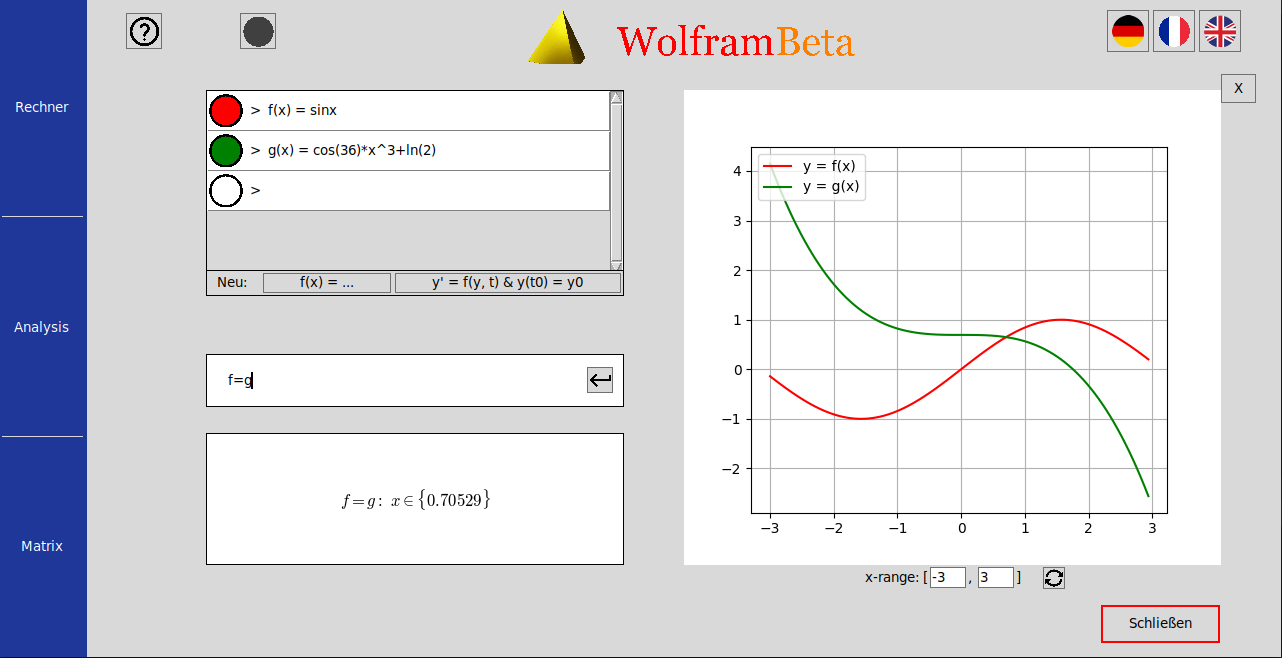 ?
WolframBeta
X
Rechner
Analysis
Matrix
> f(x) = sinx
> g(x) = cos(36)*x^3+ln(2)
>
Neu: f(x) = ... y' = f(y, t) & y(t0) = y0
f=g
f = g : x ∈ {0.70529}
y = f(x)
y = g(x)
4
3
2
1
0
−1
−2
−3 −2 −1 0 1 2 3
x-range: [ -3 , 3 ]
Schließen